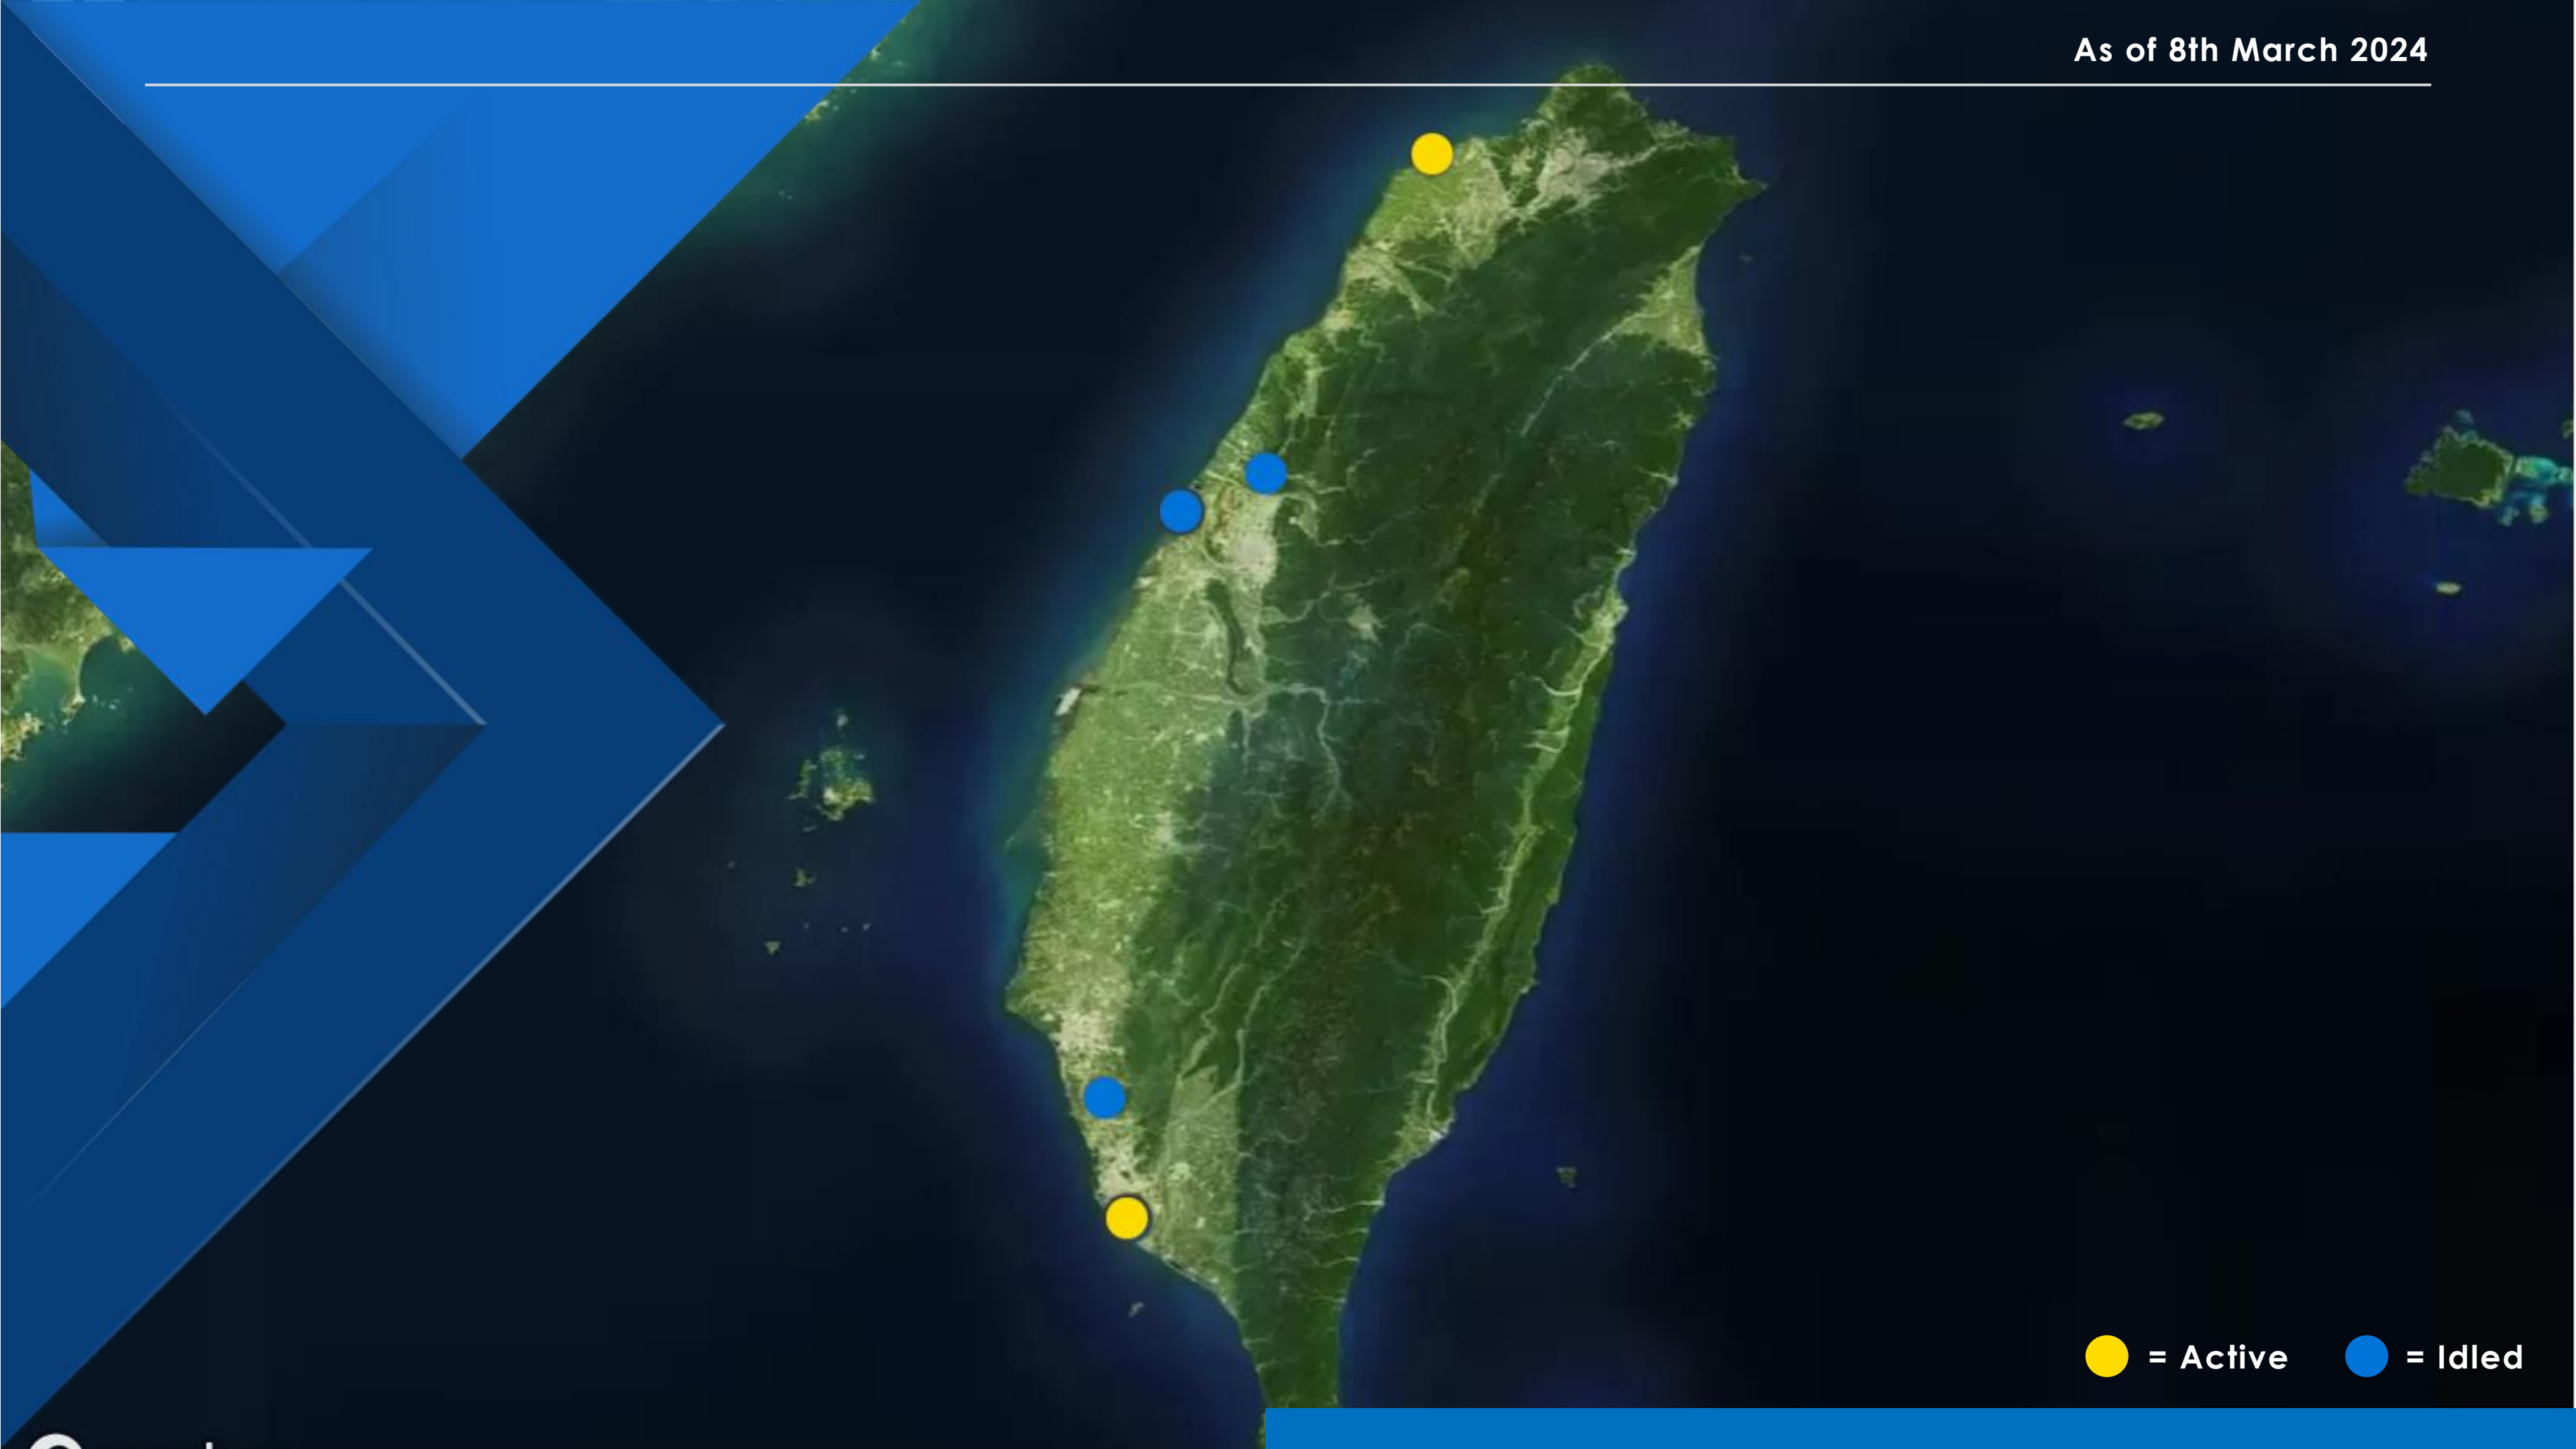 As of 8th March 2024
= Active = Idled